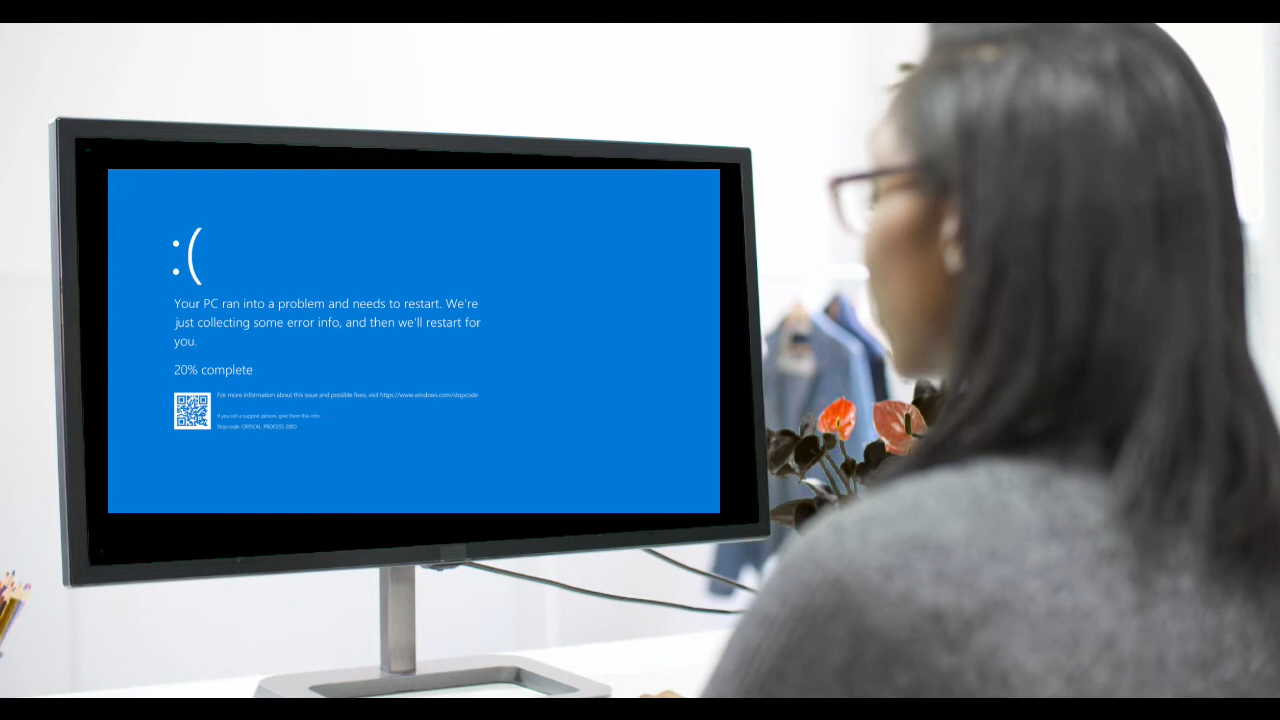 :(
Your PC ran into a problem and needs to restart. We're
just collecting some error info, and then we'll restart for
you.
20% complete
For more information about this issue and possible fixes, visit https://www.windows.com/stopcode
If you call a support person, give them this info:
Stop code: CRITICAL_PROCESS_DIED